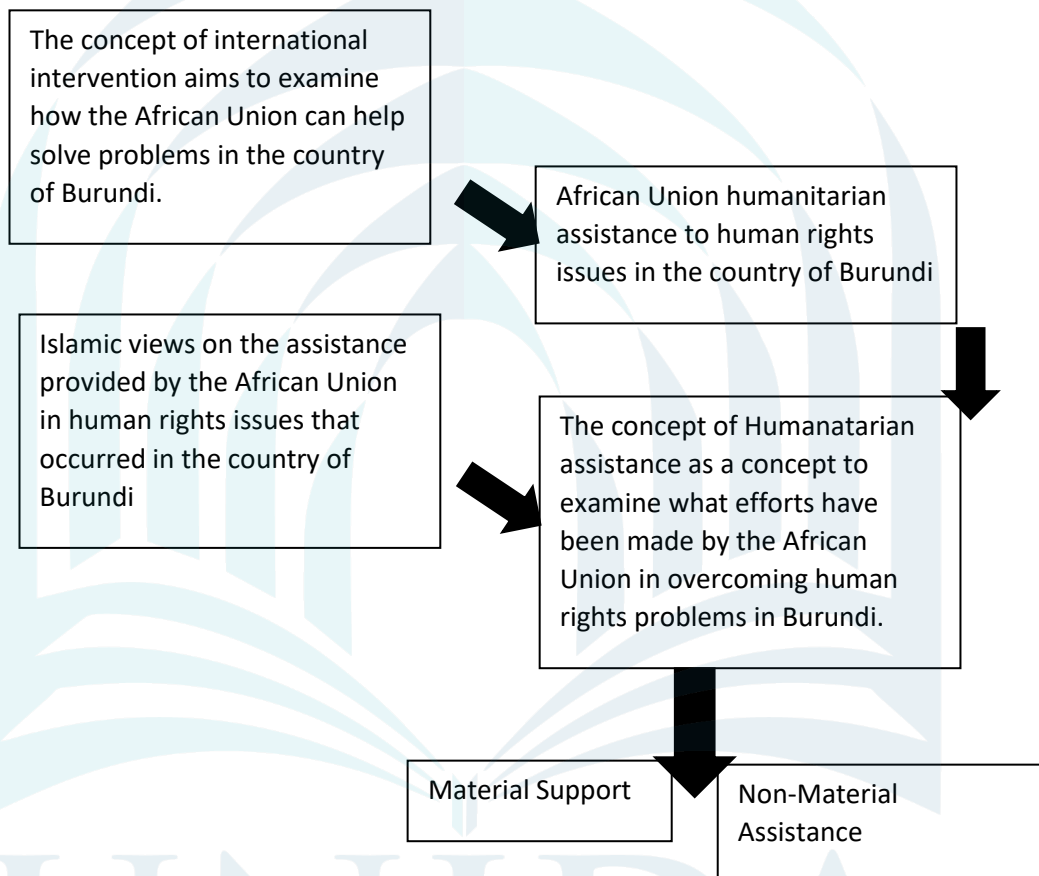 The concept of international
intervention aims to examine
how the African Union can help
solve problems in the country
of Burundi.
African Union humanitarian
assistance to human rights
issues in the country of Burundi
Islamic views on the assistance
provided by the African Union
in human rights issues that
occurred in the country of
Burundi
The concept of Humanatarian
assistance as a concept to
examine what efforts have
been made by the African
Union in overcoming human
rights problems in Burundi.
Material Support
Non-Material
Assistance